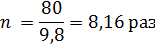 n = 80/9,8 = 8,16 раз